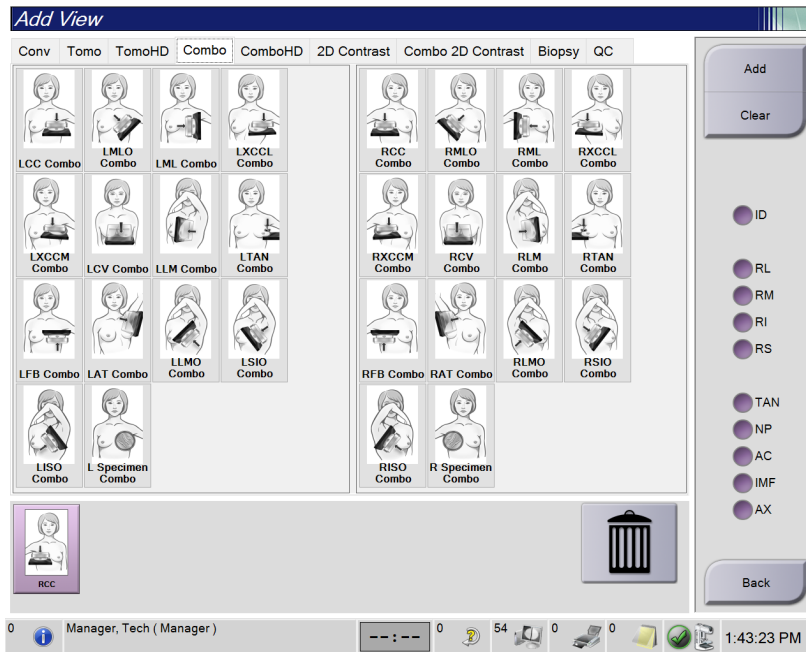 Add View
Conv Tomo TomoHD Combo ComboHD 2D Contrast Combo 2D Contrast Biopsy QC
LCC Combo
LMLO
Combo
LML Combo
LXCCL
Combo
RCC
Combo
RMLO
Combo
RML
Combo
RXCCL
Combo
LXCCM
Combo
LCV Combo
LLM Combo
LTAN
Combo
RXCCM
Combo
RCV
Combo
RLM
Combo
RTAN
Combo
LFB Combo
LAT Combo
LLMO
Combo
LSIO
Combo
RFB Combo
RAT Combo
RLMO
Combo
RSIO
Combo
LISO
Combo
L Specimen
Combo
RISO
Combo
R Specimen
Combo
RCC
Add
Clear
ID
RL
RM
RI
RS
TAN
NP
AC
IMF
AX
Back
0 Manager, Tech ( Manager ) --:-- 0 54 0 0 1:43:23 PM